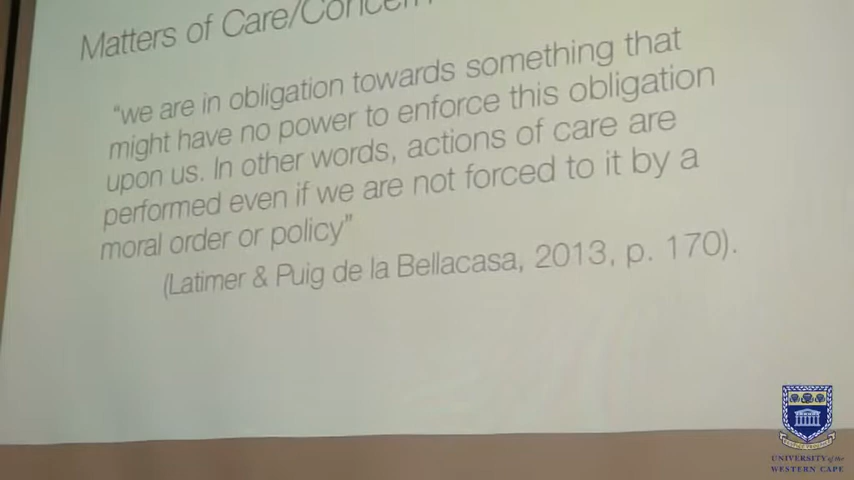 Matters of Care/Concern
"we are in obligation towards something that
might have no power to enforce this obligation
upon us. In other words, actions of care are
performed even if we are not forced to it by a
moral order or policy"
(Latimer & Puig de la Bellacasa, 2013, p. 170).
UNIVERSITY of the
WESTERN CAPE